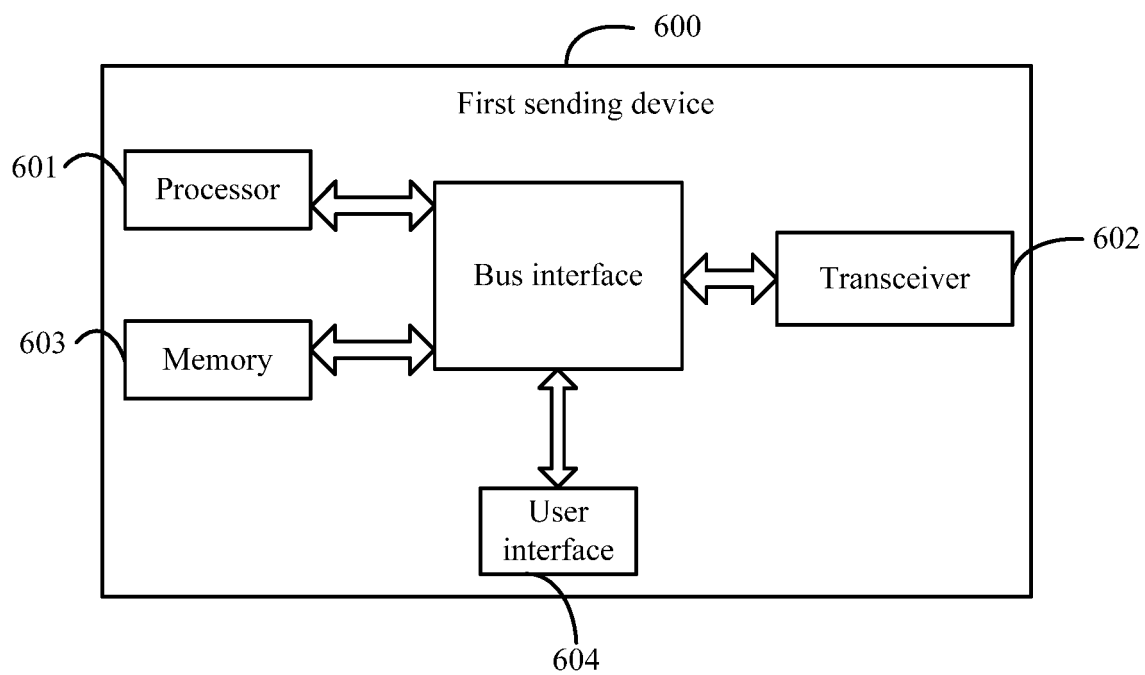 600
First sending device
601
Processor
Bus interface
Transceiver
602
603
Memory
User
interface
604